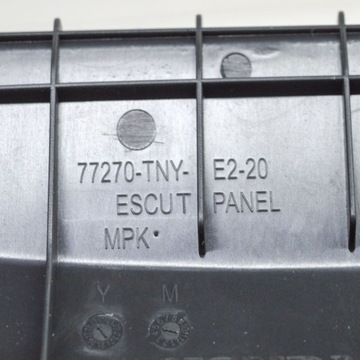 77270-TNY-E2-20
ESCUT PANEL
MPK
Y M